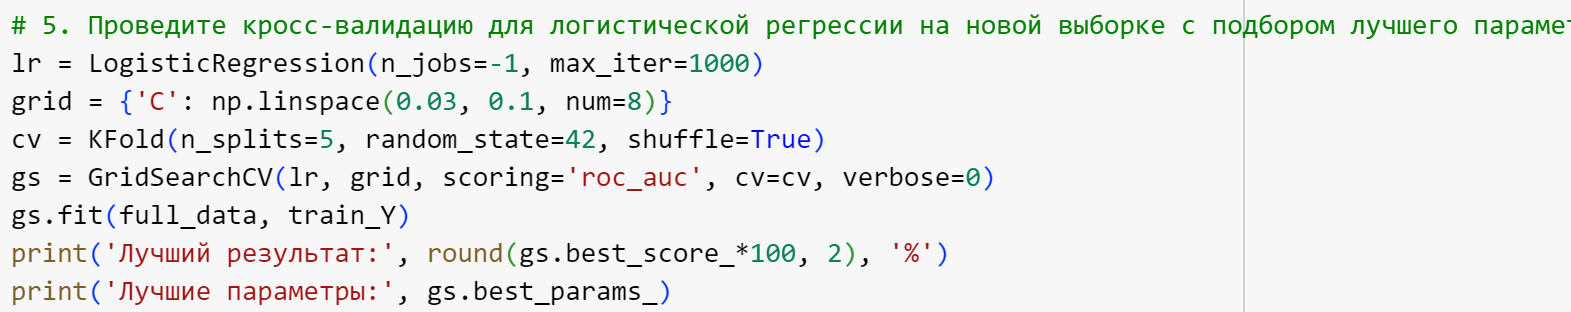 # 5. Проведите кросс-валидацию для логистической регрессии на новой выборке с подбором лучшего
lr = LogisticRegression(n_jobs=-1, max_iter=1000)
grid = {'C': np.linspace(0.03, 0.1, num=8)}
cv = KFold(n_splits=5, random_state=42, shuffle=True)
gs = GridSearchCV(lr, grid, scoring='roc_auc', cv=cv, verbose=0)
gs.fit(full_data, train_Y)
print('Лучший результат:', round(gs.best_score_*100, 2), '%')
print('Лучшие параметры:', gs.best_params_)